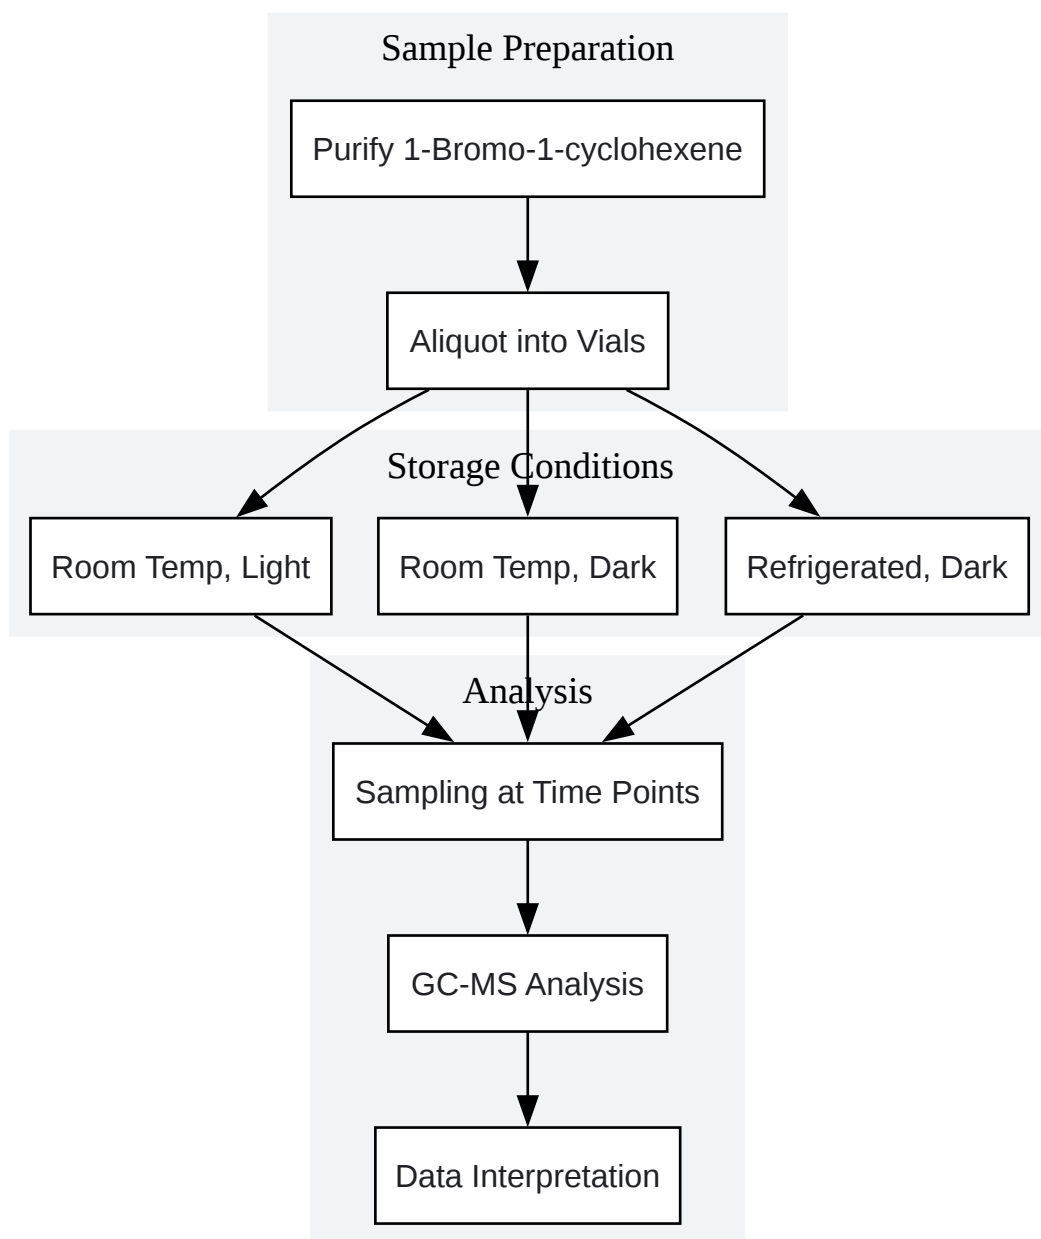 Sample Preparation
Purify 1-Bromo-1-cyclohexene
Aliquot into Vials
Storage Conditions
Room Temp, Light
Room Temp, Dark
Refrigerated, Dark
Analysis
Sampling at Time Points
GC-MS Analysis
Data Interpretation